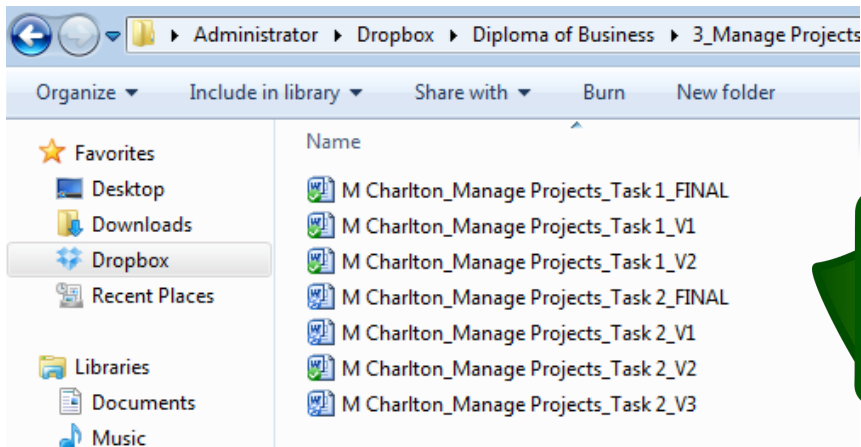 Administrator Dropbox Diploma of Business 3_Manage Projects
Organize Include in library Share with Burn New folder
Favorites
Desktop
Downloads
Dropbox
Recent Places
Libraries
Documents
Music
Name
M Charlton_Manage Projects_Task 1_FINAL
M Charlton_Manage Projects_Task 1_V1
M Charlton_Manage Projects_Task 1_V2
M Charlton_Manage Projects_Task 2_FINAL
M Charlton_Manage Projects_Task 2_V1
M Charlton_Manage Projects_Task 2_V2
M Charlton_Manage Projects_Task 2_V3